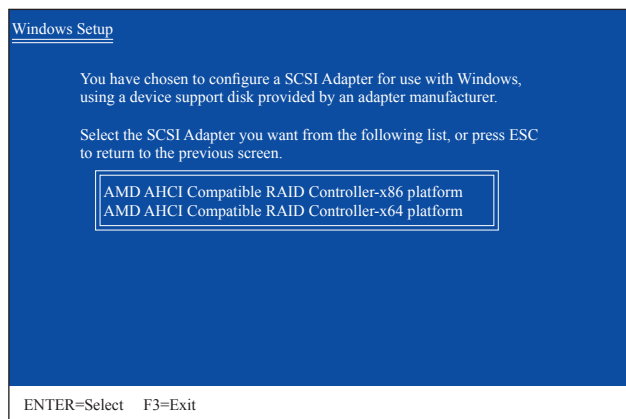 Windows Setup
You have chosen to configure a SCSI Adapter for use with Windows,
using a device support disk provided by an adapter manufacturer.
Select the SCSI Adapter you want from the following list, or press ESC
to return to the previous screen.
AMD AHCI Compatible RAID Controller-x86 platform
AMD AHCI Compatible RAID Controller-x64 platform
ENTER=Select F3=Exit